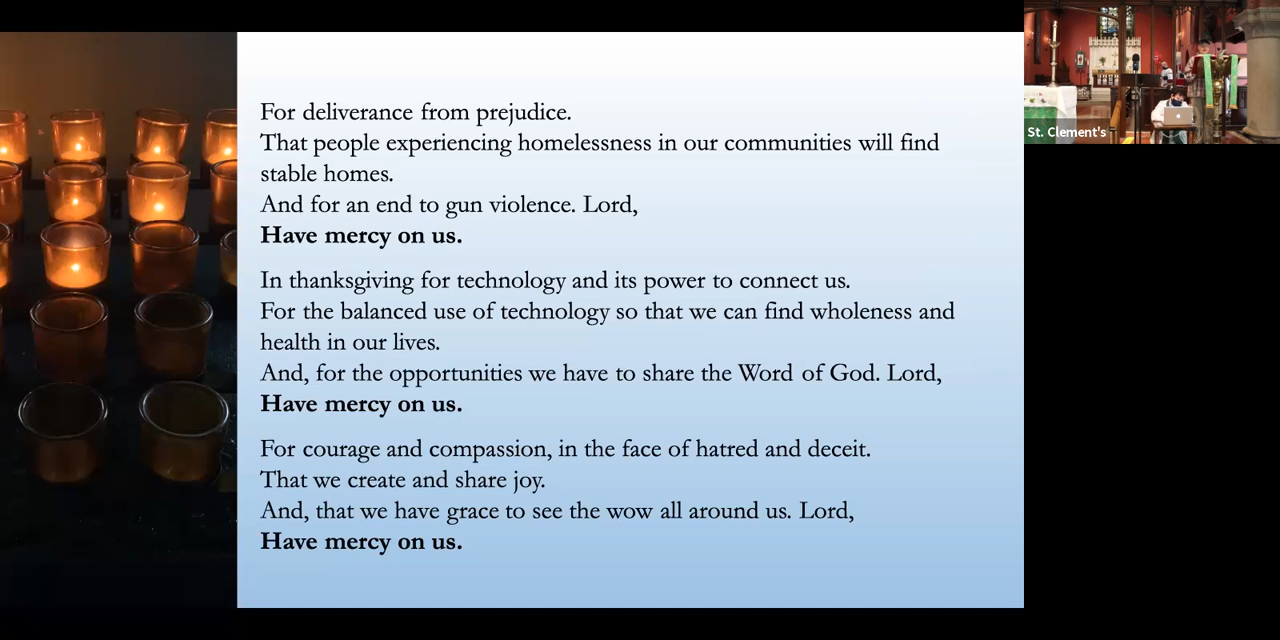 For deliverance from prejudice.
That people experiencing homelessness in our communities will find
stable homes.
And for an end to gun violence. Lord,
Have mercy on us.
In thanksgiving for technology and its power to connect us.
For the balanced use of technology so that we can find wholeness and
health in our lives.
And, for the opportunities we have to share the Word of God. Lord,
Have mercy on us.
For courage and compassion, in the face of hatred and deceit.
That we create and share joy.
And, that we have grace to see the wow all around us. Lord,
Have mercy on us.
St. Clement's